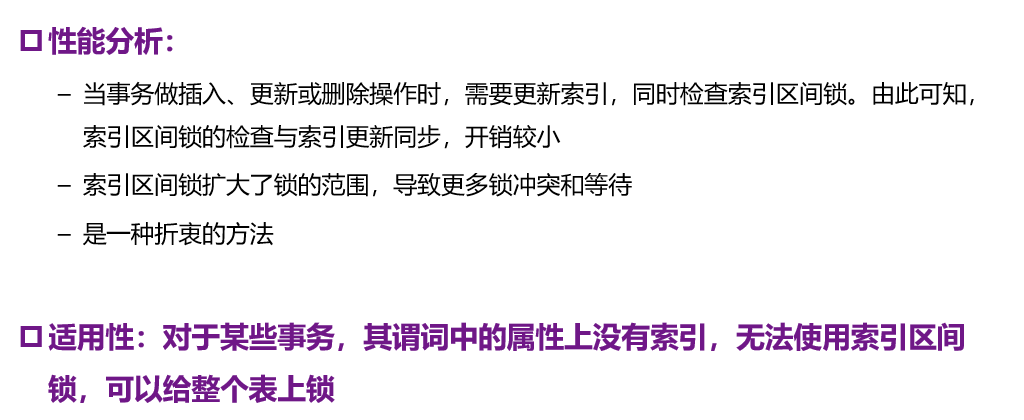 性能分析：
– 当事务做插入、更新或删除操作时，需要更新索引，同时检查索引区间锁。由此可知，
索引区间锁的检查与索引更新同步，开销较小
– 索引区间锁扩大了锁的范围，导致更多锁冲突和等待
– 是一种折衷的方法
适用性：对于某些事务，其谓词中的属性上没有索引，无法使用索引区间
锁，可以给整个表上锁